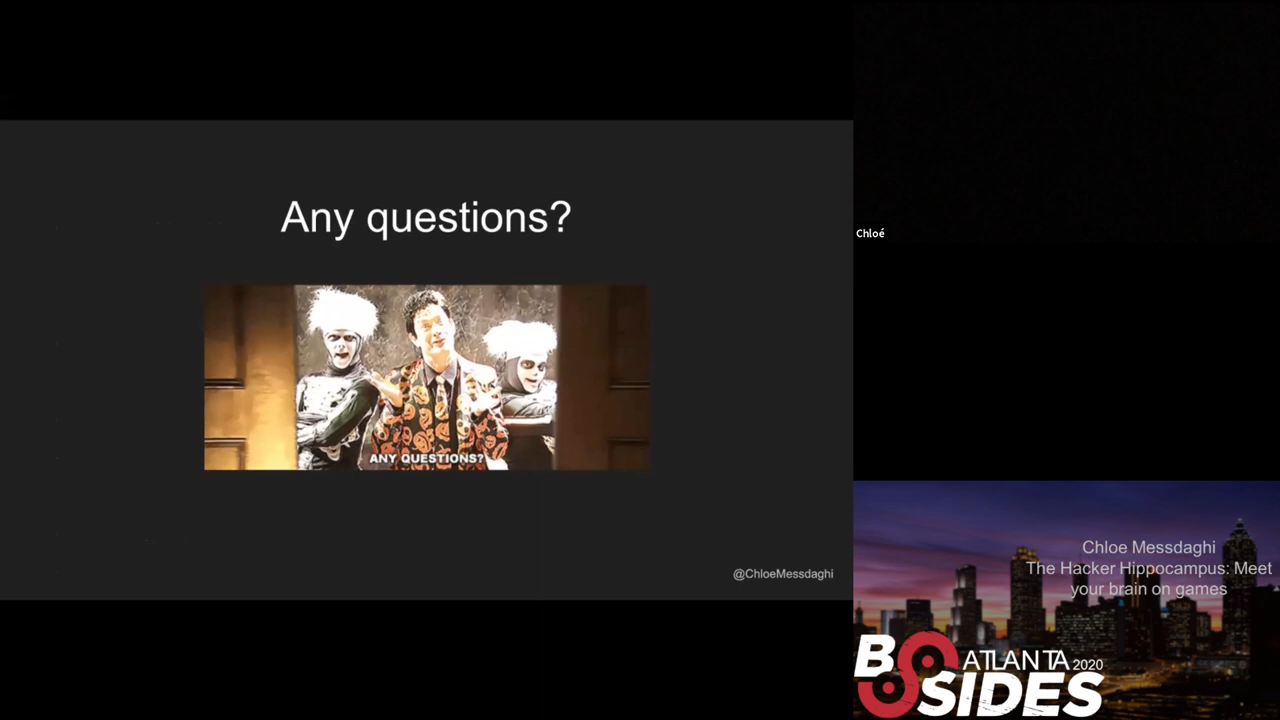 Any questions?
ANY QUESTIONS?
@ChloeMessdaghi
Chloé
Chloe Messdaghi
The Hacker Hippocampus: Meet
your brain on games
B
ATLANTA 2020
SIDES